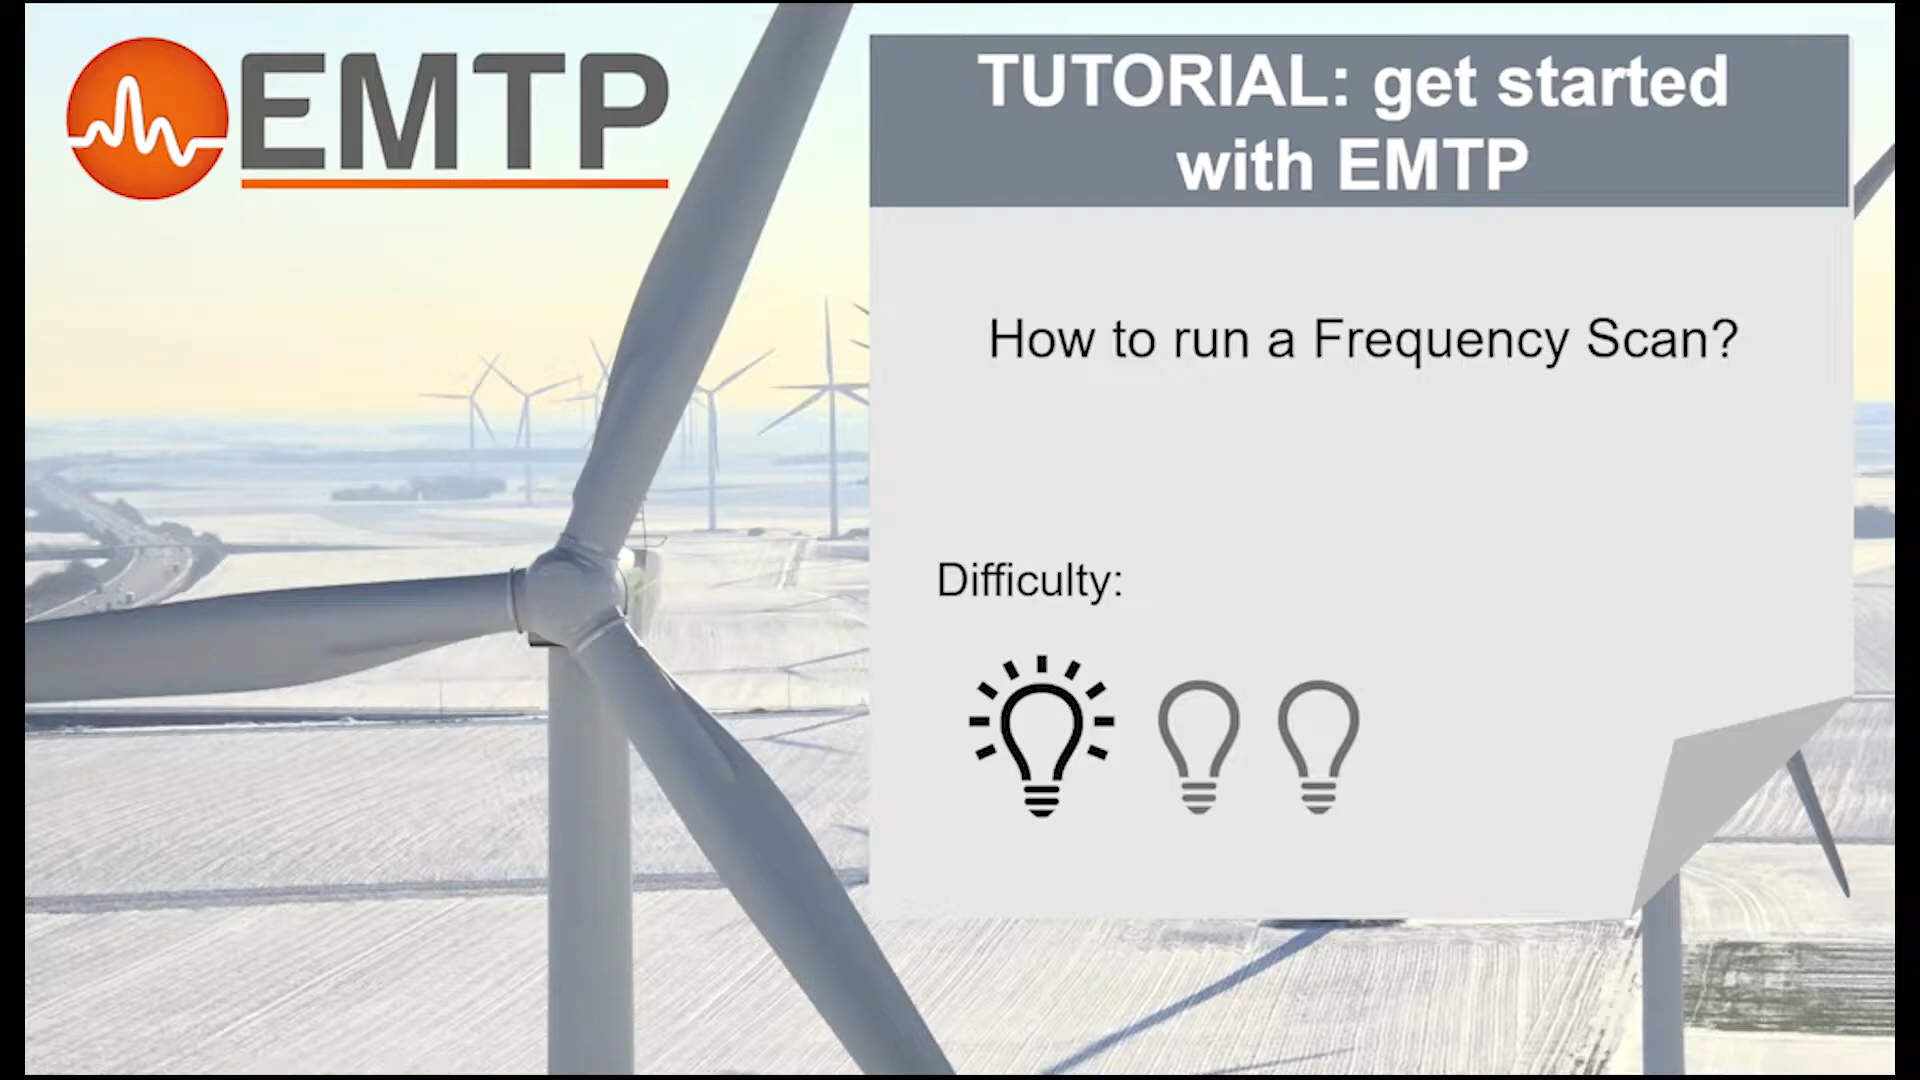 EMTP
TUTORIAL: get started
with EMTP
How to run a Frequency Scan?
Difficulty: